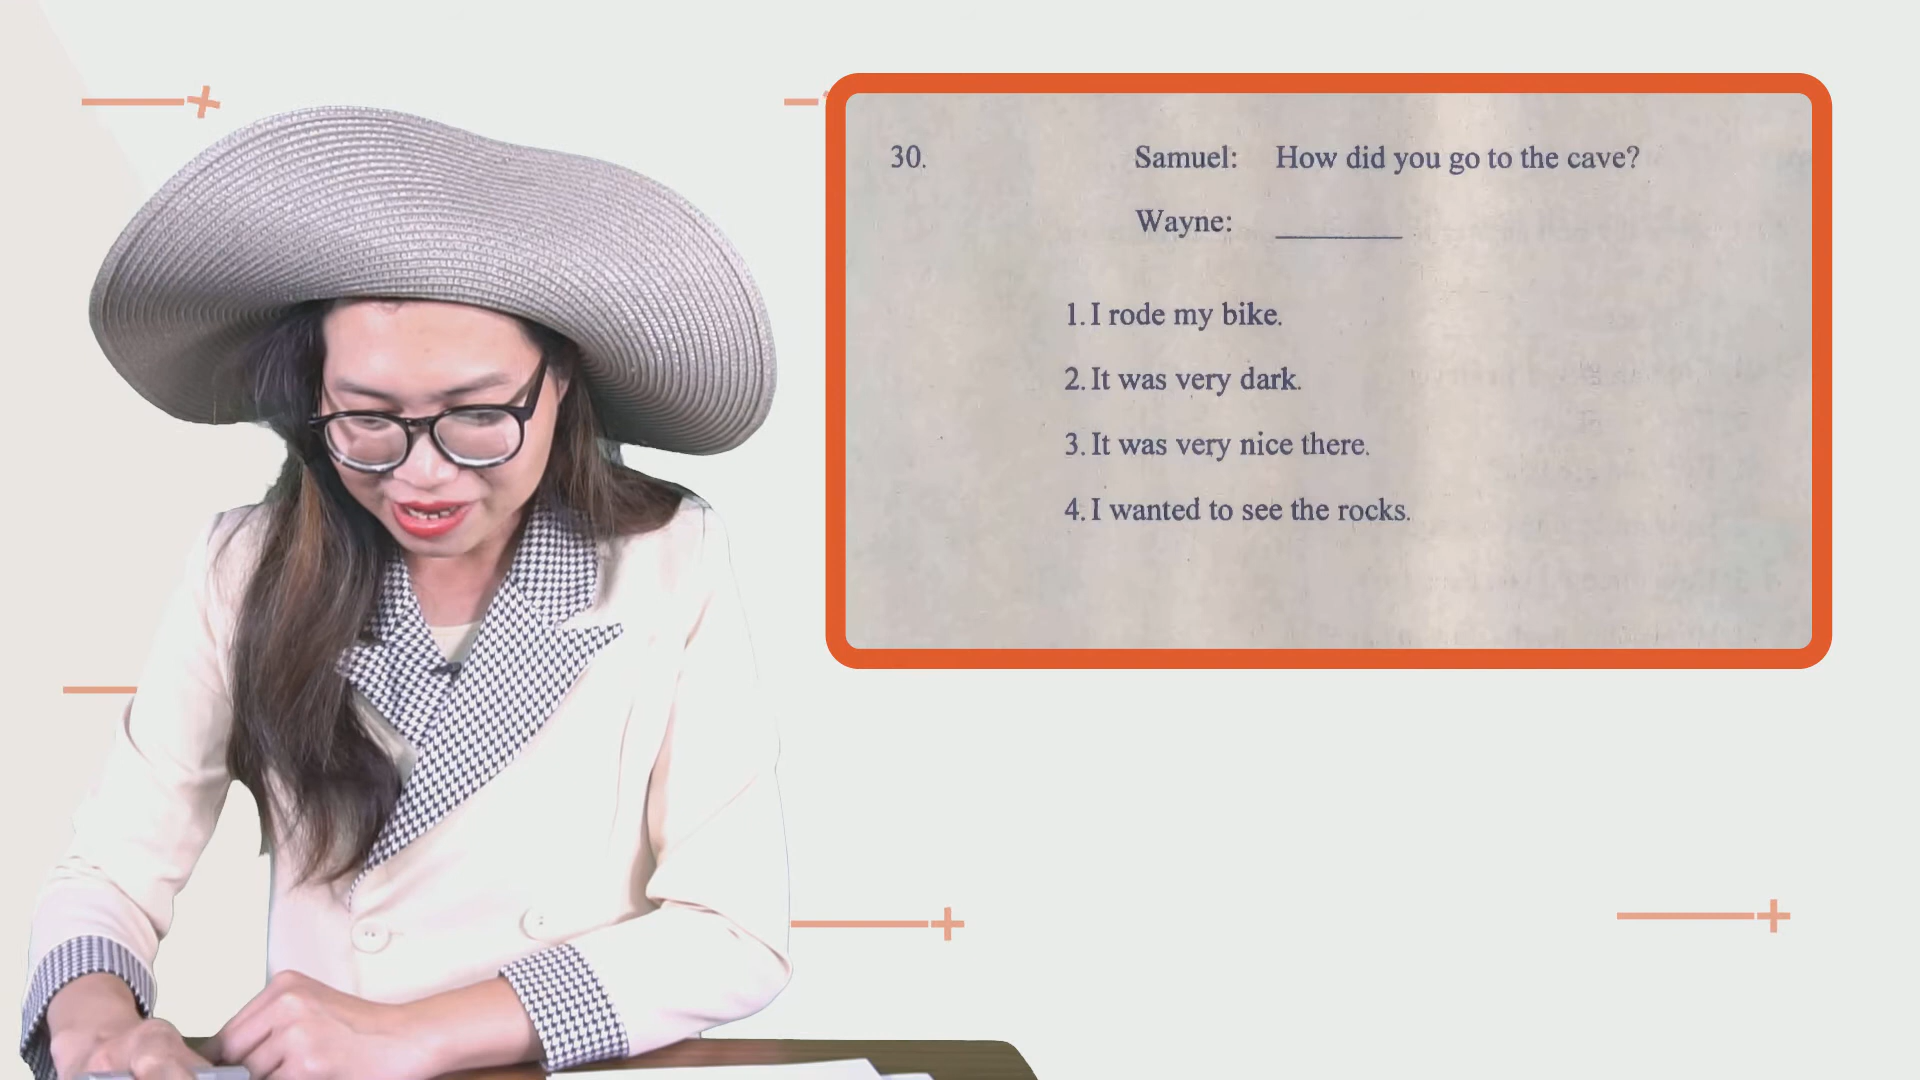 30. Samuel: How did you go to the cave?
Wayne: __________
1. I rode my bike.
2. It was very dark.
3. It was very nice there.
4. I wanted to see the rocks.